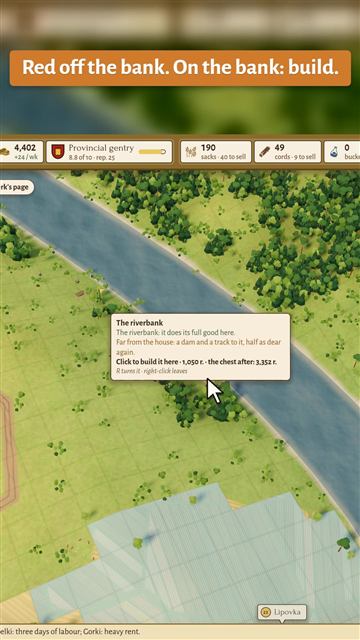 Red off the bank. On the bank: build.
4,402
+24 / wk
Provincial gentry
8.8 of 10 · rep. 25
190
sacks · 40 to sell
49
cords · 9 to sell
0
rk's page
The riverbank
The riverbank: it does its full good here.
Far from the house: a dam and a track to it, half as dear
again.
Click to build it here · 1,050 r. · the chest after: 3,352 r.
R turns it · right-click leaves
Lipovka
elki: three days of labour; Gorki: heavy rent.